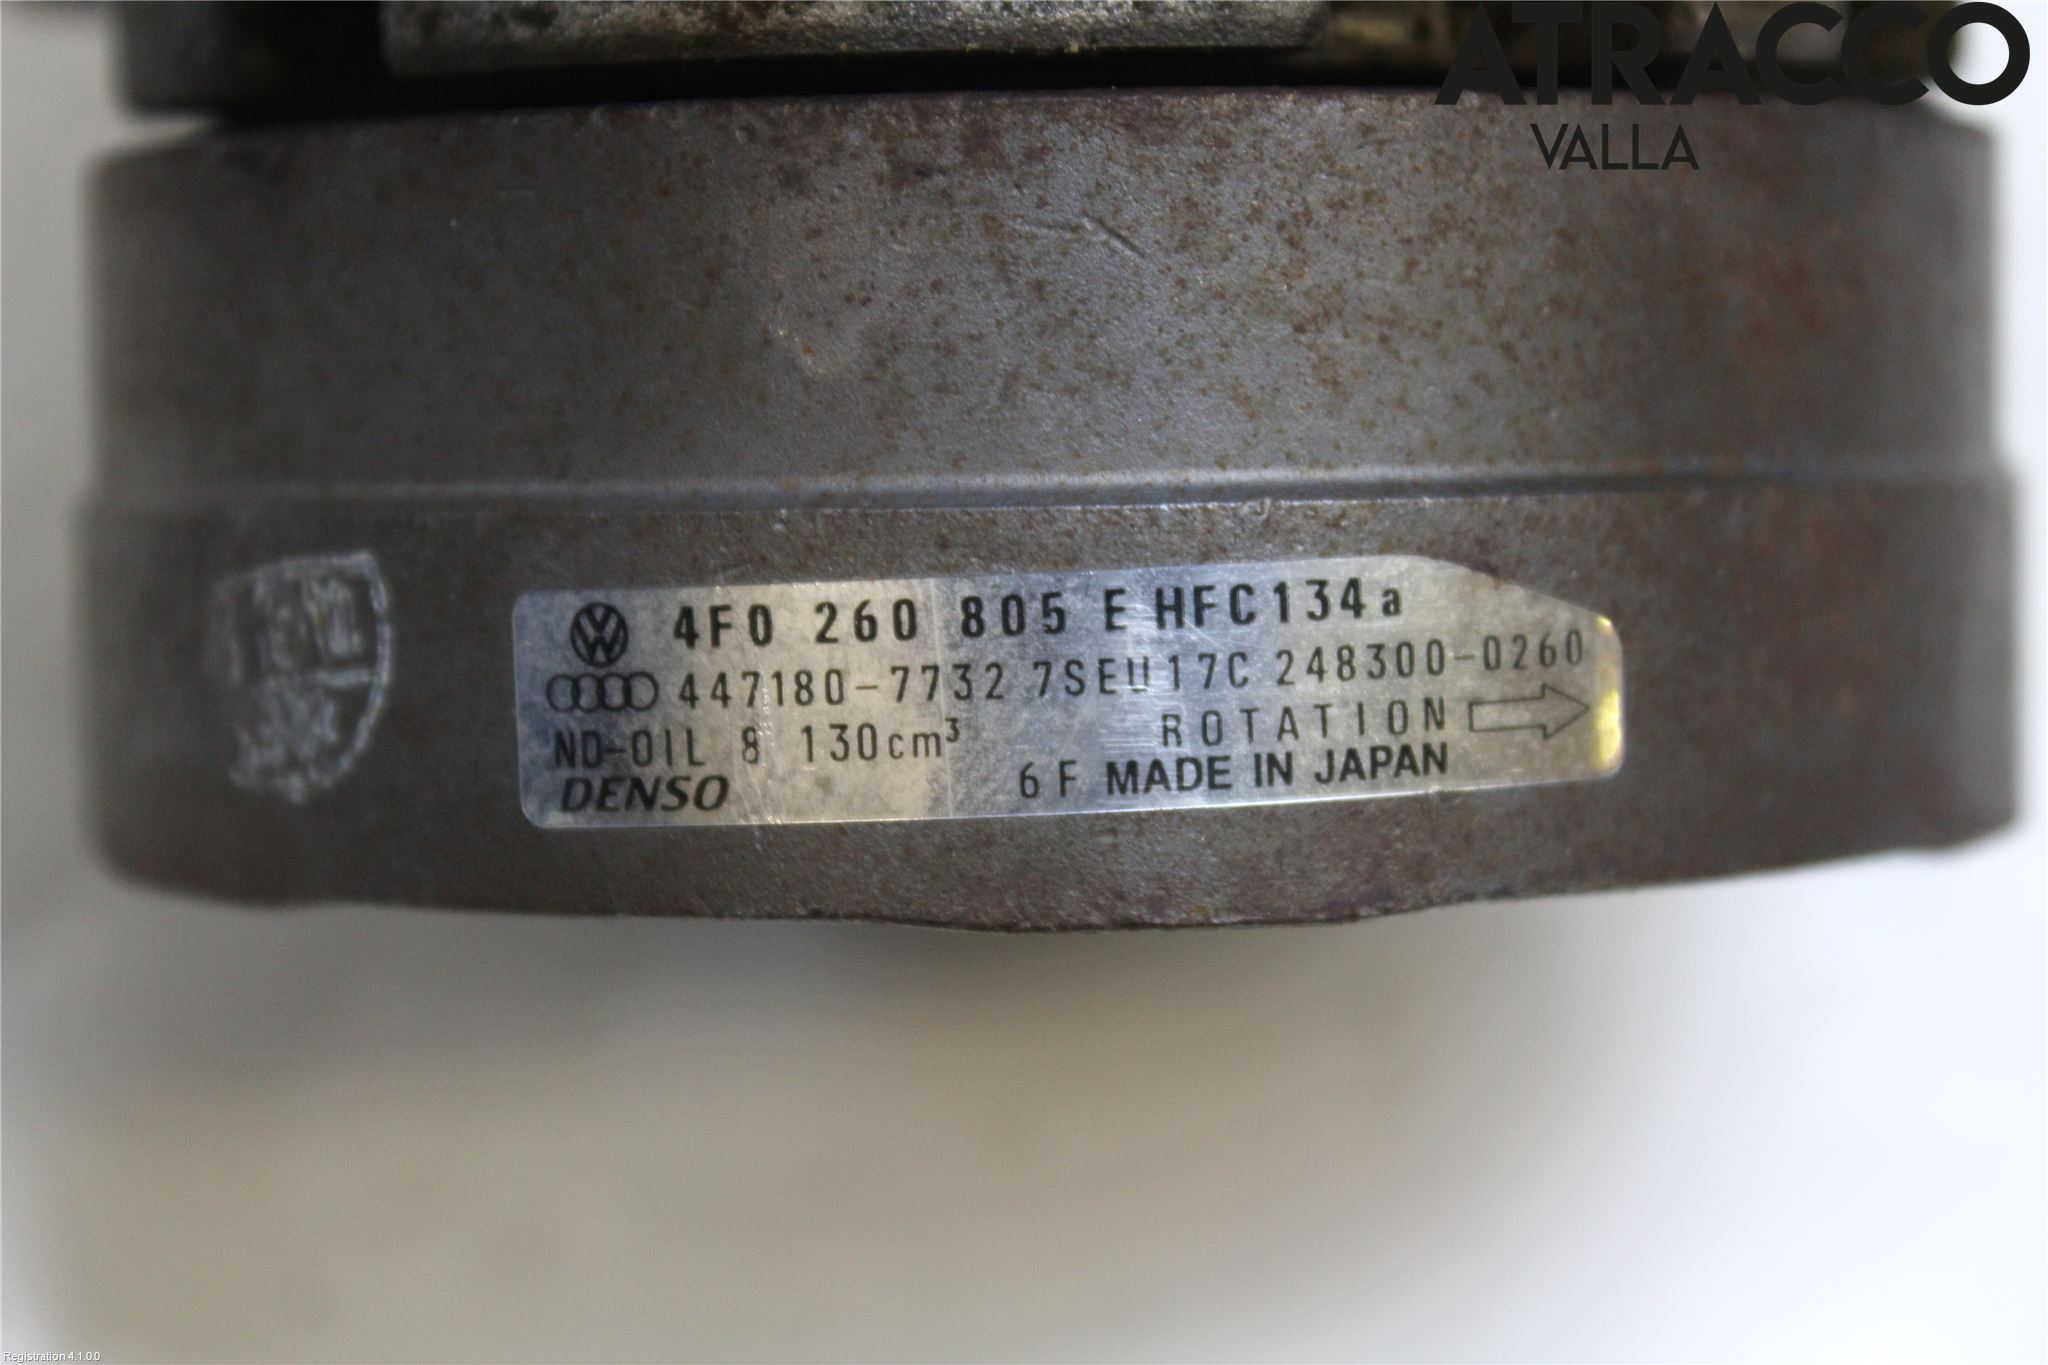 ATRACCO
VALLA
4F0 260 805 E HFC134a
447180-7732 7SEU17C 248300-0260
ND-OIL 8 130cm³ ROTATION
DENSO 6F MADE IN JAPAN
Registration 4.1.0.0